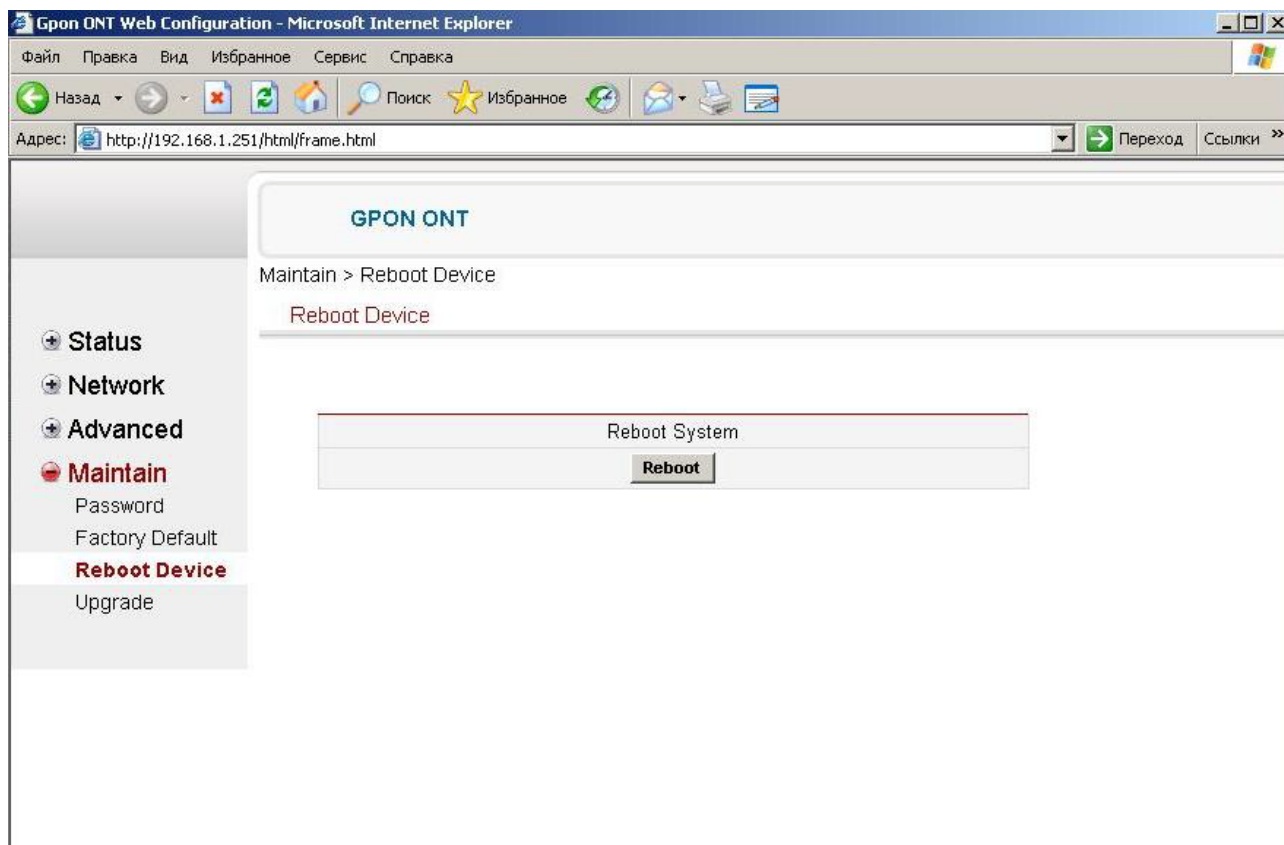 Gpon ONT Web Configuration - Microsoft Internet Explorer
Файл Правка Вид Избранное Сервис Справка
Назад Поиск Избранное
Адрес: http://192.168.1.251/html/frame.html Переход Ссылки »
GPON ONT
Maintain > Reboot Device
Reboot Device
Status
Network
Advanced
Maintain
Password
Factory Default
Reboot Device
Upgrade
Reboot System
Reboot